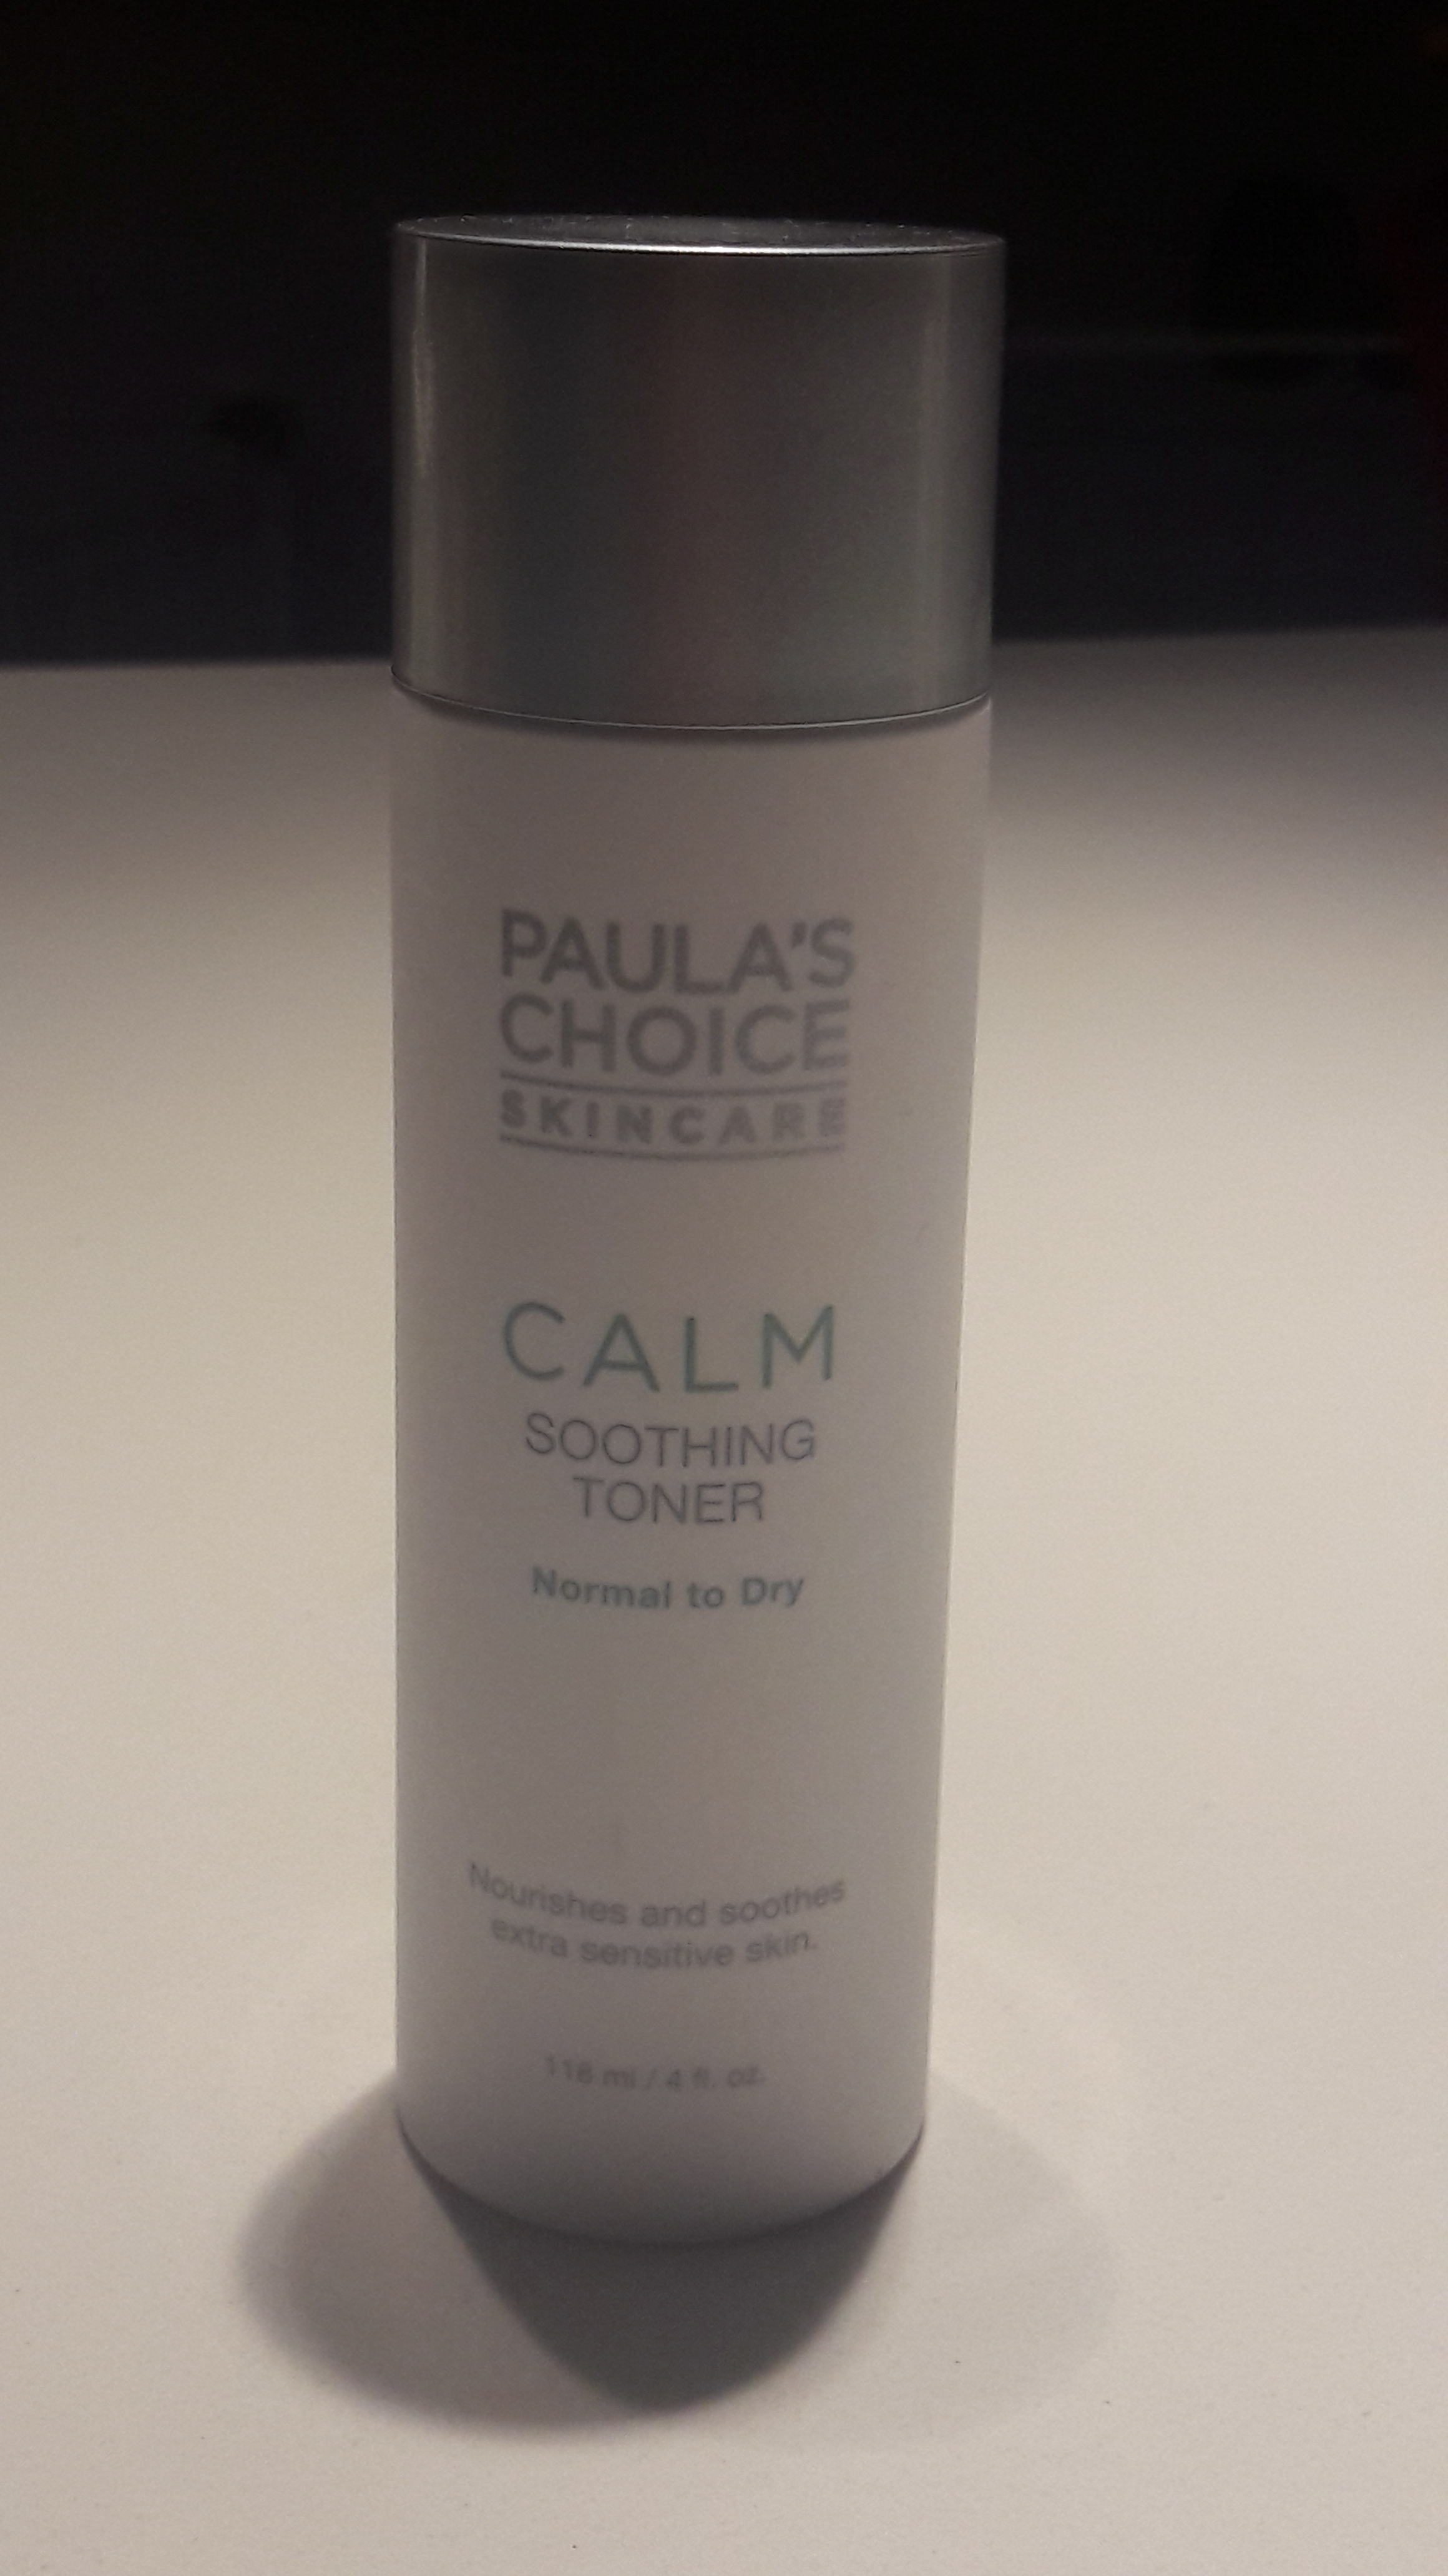 PAULA'S
CHOICE
SKINCARE
CALM
SOOTHING
TONER
Normal to Dry
Nourishes and soothes
extra sensitive skin.
118 ml / 4 fl. oz.